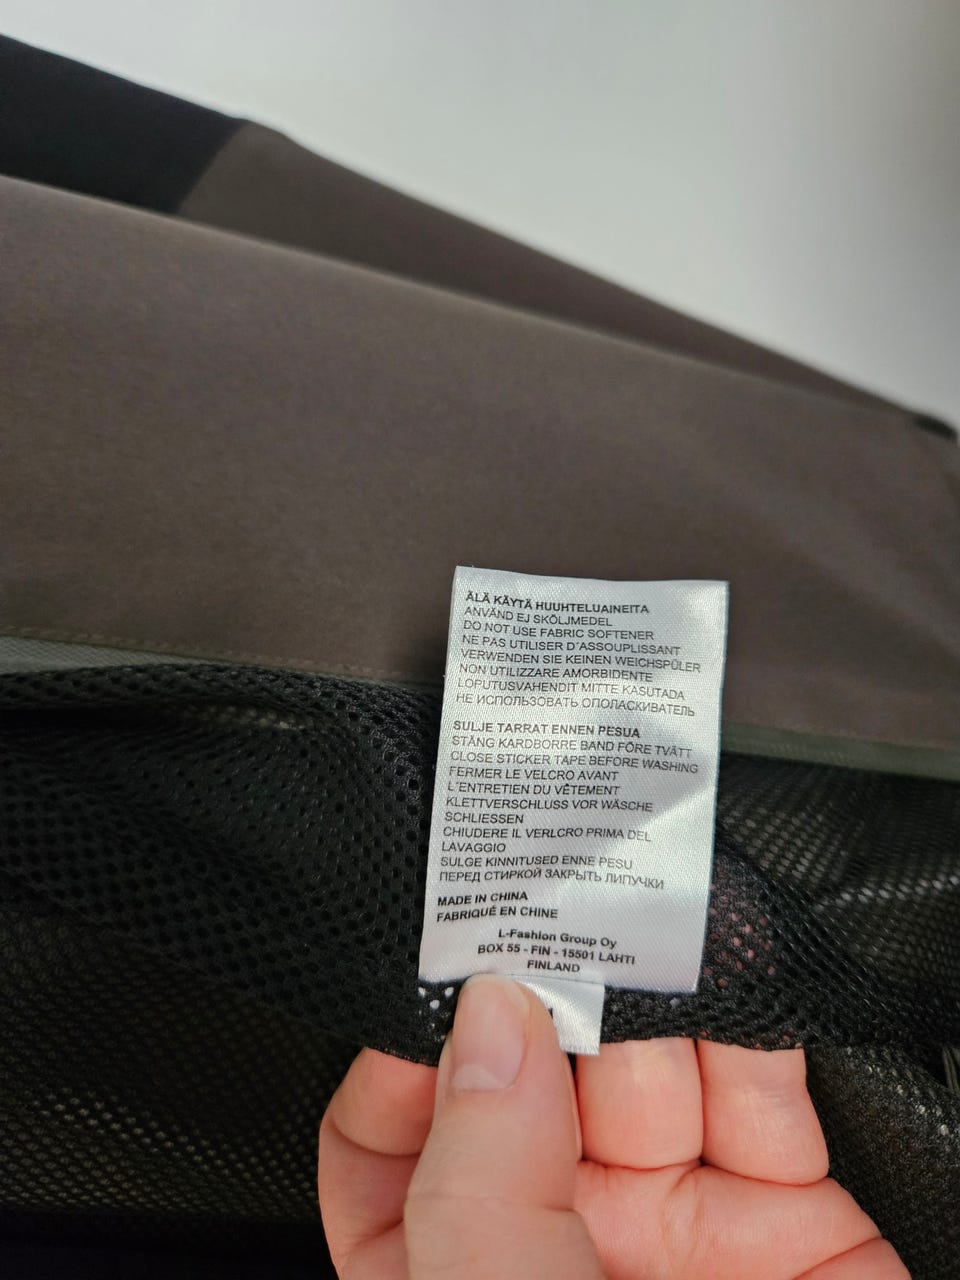 ÄLÄ KÄYTÄ HUUHTELUAINEITA
ANVÄND EJ SKÖLJMEDEL
DO NOT USE FABRIC SOFTENER
NE PAS UTILISER D'ASSOUPLISSANT
VERWENDEN SIE KEINEN WEICHSPÜLER
NON UTILIZZARE AMORBIDENTE
LOPUTUSVAHENDIT MITTE KASUTADA
НЕ ИСПОЛЬЗОВАТЬ ОПОЛАСКИВАТЕЛЬ
SULJE TARRAT ENNEN PESUA
STÄNG KARDBORRE BAND FÖRE TVÄTT
CLOSE STICKER TAPE BEFORE WASHING
FERMER LE VELCRO AVANT
L'ENTRETIEN DU VÊTEMENT
KLETTVERSCHLUSS VOR WÄSCHE
SCHLIESSEN
CHIUDERE IL VERLCRO PRIMA DEL
LAVAGGIO
SULGE KINNITUSED ENNE PESU
ПЕРЕД СТИРКОЙ ЗАКРЫТЬ ЛИПУЧКИ
MADE IN CHINA
FABRIQUÉ EN CHINE
L-Fashion Group Oy
BOX 55 - FIN - 15501 LAHTI
FINLAND